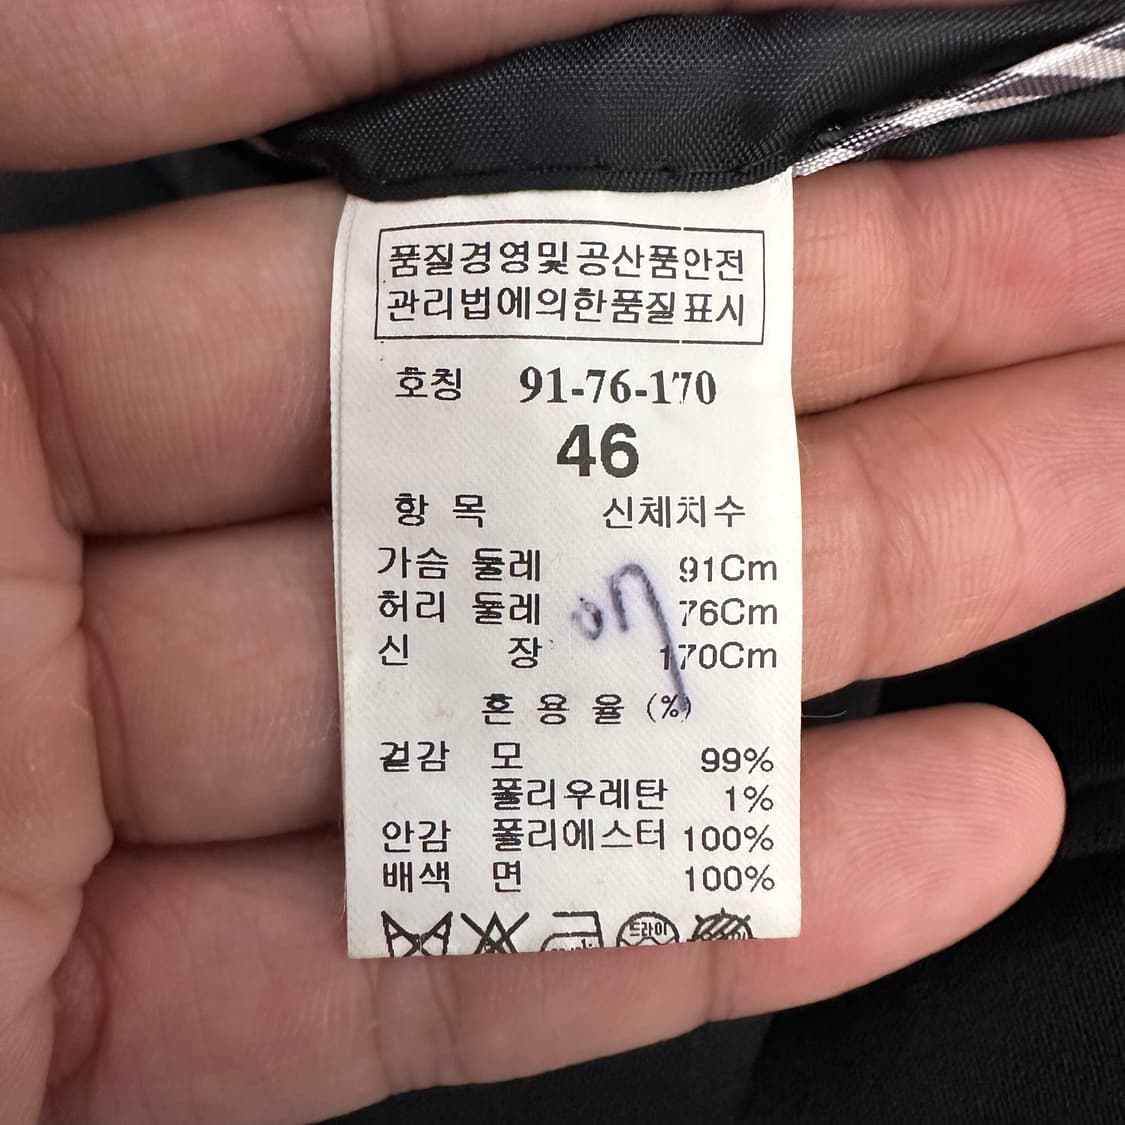 품질경영및공산품안전
관리법에의한품질표시
호칭 91-76-170
46
항 목 신체치수
가슴 둘레 91Cm
허리 둘레 76Cm
신 장 170Cm
혼 용 율 (%)
겉감 모 99%
폴리우레탄 1%
안감 폴리에스터 100%
배색 면 100%
드라이